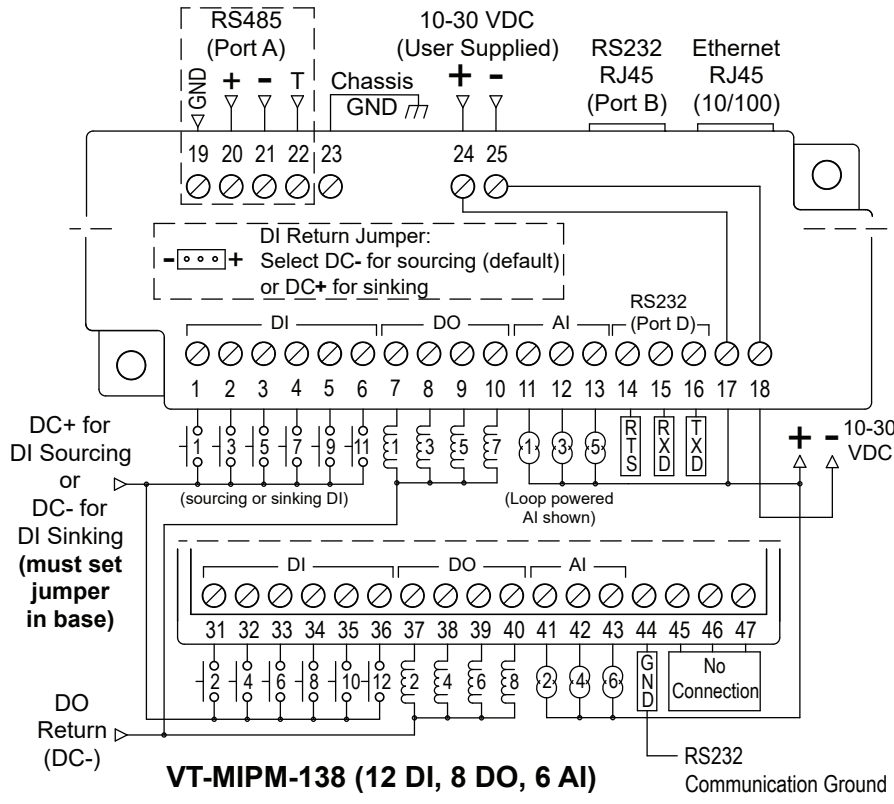 RS485
(Port A)
10-30 VDC
(User Supplied)
RS232
RJ45
(Port B)
Ethernet
RJ45
(10/100)
GND + - T
Chassis
GND
+ -
19 20 21 22 23 24 25
DI Return Jumper:
- + Select DC- for sourcing (default)
or DC+ for sinking
DI DO AI RS232
(Port D)
1 2 3 4 5 6 7 8 9 10 11 12 13 14 15 16 17 18
DC+ for
DI Sourcing
or
DC- for
DI Sinking
(must set
jumper
in base)
1 3 5 7 9 11 1 3 5 7 1 3 5 RTS RXD TXD
+ - 10-30
VDC
(sourcing or sinking DI)
(Loop powered
AI shown)
DI DO AI
31 32 33 34 35 36 37 38 39 40 41 42 43 44 45 46 47
2 4 6 8 10 12 2 4 6 8 2 4 6 GND
No
Connection
DO
Return
(DC-)
RS232
Communication Ground
VT-MIPM-138 (12 DI, 8 DO, 6 AI)